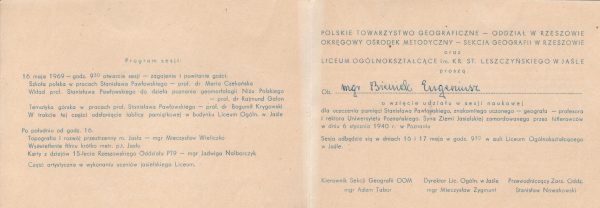 Program sesji:
16 maja 1969 – godz. 9³⁰ otwarcie sesji – zagajenie i powitanie gości.
Szkoła polska w pracach Stanisława Pawłowskiego – prof. dr Maria Czekańska
Wkład prof. Stanisława Pawłowskiego do dzieła poznania geomorfologii Niżu Polskiego
– prof. dr Rajmund Galon
Tematyka górska w pracach prof. Stanisława Pawłowskiego – prof. dr Bogumił Krygowski
W trakcie tej części odsłonięcie tablicy pamiątkowej w budynku Liceum Ogóln. w Jaśle
Po południu od godz. 16.
Topografia i rozwój przestrzenny m. Jasła – mgr Mieczysław Wieliczko
Wyświetlenie filmu krótko metr. p.t. Jasło
Karty z dziejów 15-lecia Rzeszowskiego Oddziału PTG – mgr Jadwiga Nalborczyk
Część artystyczna w wykonaniu uczniów jasielskiego Liceum.
POLSKIE TOWARZYSTWO GEOGRAFICZNE – ODDZIAŁ W RZESZOWIE
OKRĘGOWY OŚRODEK METODYCZNY – SEKCJA GEOGRAFII W RZESZOWIE
oraz
LICEUM OGÓLNOKSZTAŁCĄCE im. KR. ST. LESZCZYŃSKIEGO W JAŚLE
proszą
Ob. mgr Bieniek Eugeniusz
o wzięcie udziału w sesji naukowej
dla uczczenia pamięci Stanisława Pawłowskiego, znakomitego uczonego – geografa – profesora
i rektora Uniwersytetu Poznańskiego, Syna Ziemi Jasielskiej zamordowanego przez hitlerowców
w dniu 6 stycznia 1940 r. w Poznaniu
Sesja odbędzie się w dniach 16 i 17 maja w godz. 9³⁰ w auli Liceum Ogólnokształcącego
w Jaśle.
Kierownik Sekcji Geografii OOM Dyrektor Lic. Ogóln. w Jaśle Przewodniczący Zarz. Oddz.
mgr Adam Tabor mgr Mieczysław Zygmunt Stanisław Nowakowski